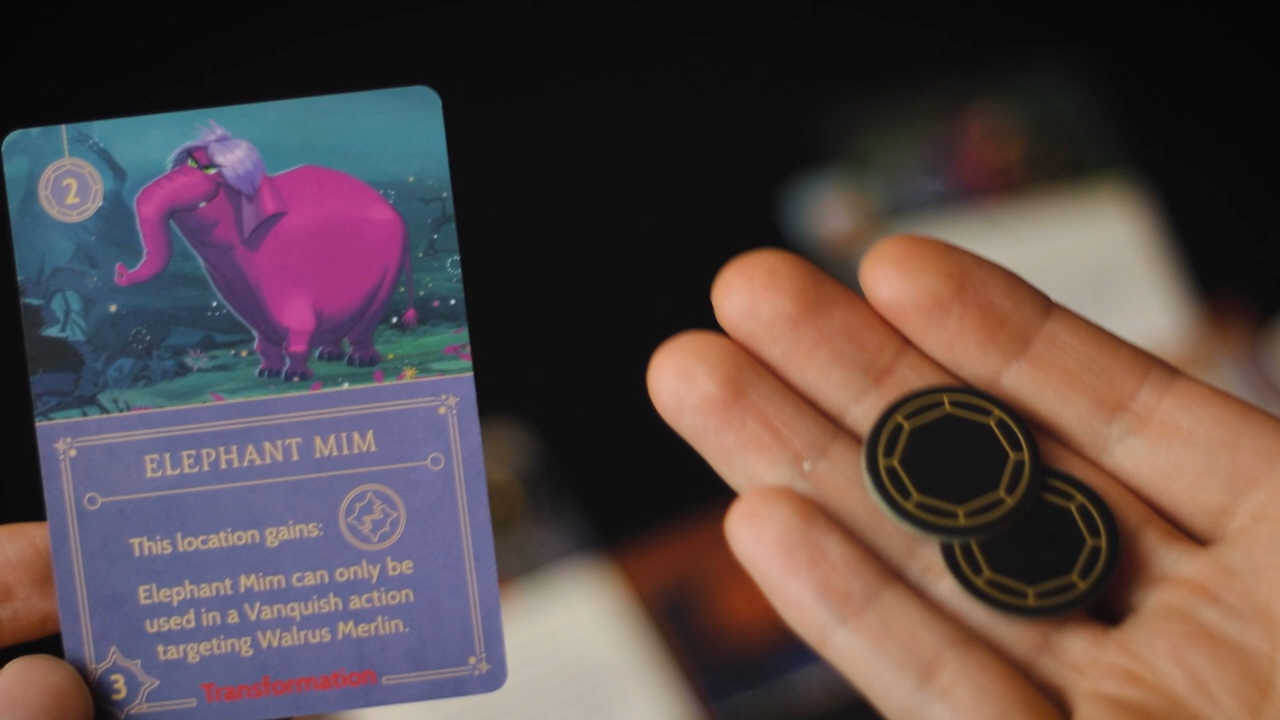 2
ELEPHANT MIM
This location gains:
Elephant Mim can only be
used in a Vanquish action
targeting Walrus Merlin.
3
Transformation